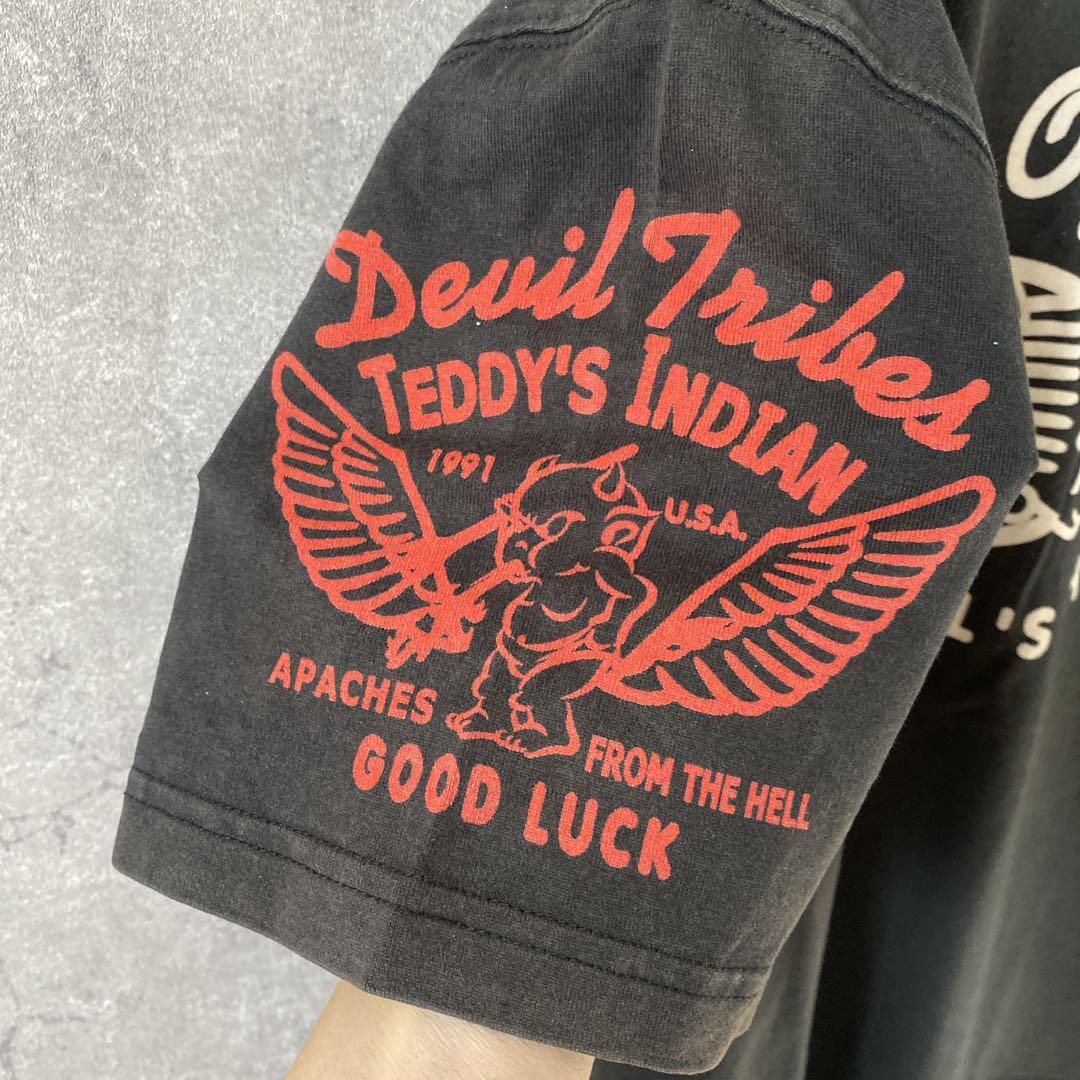 Devil Tribes
TEDDY'S INDIAN
1991
U.S.A.
APACHES
FROM THE HELL
GOOD LUCK
L'S